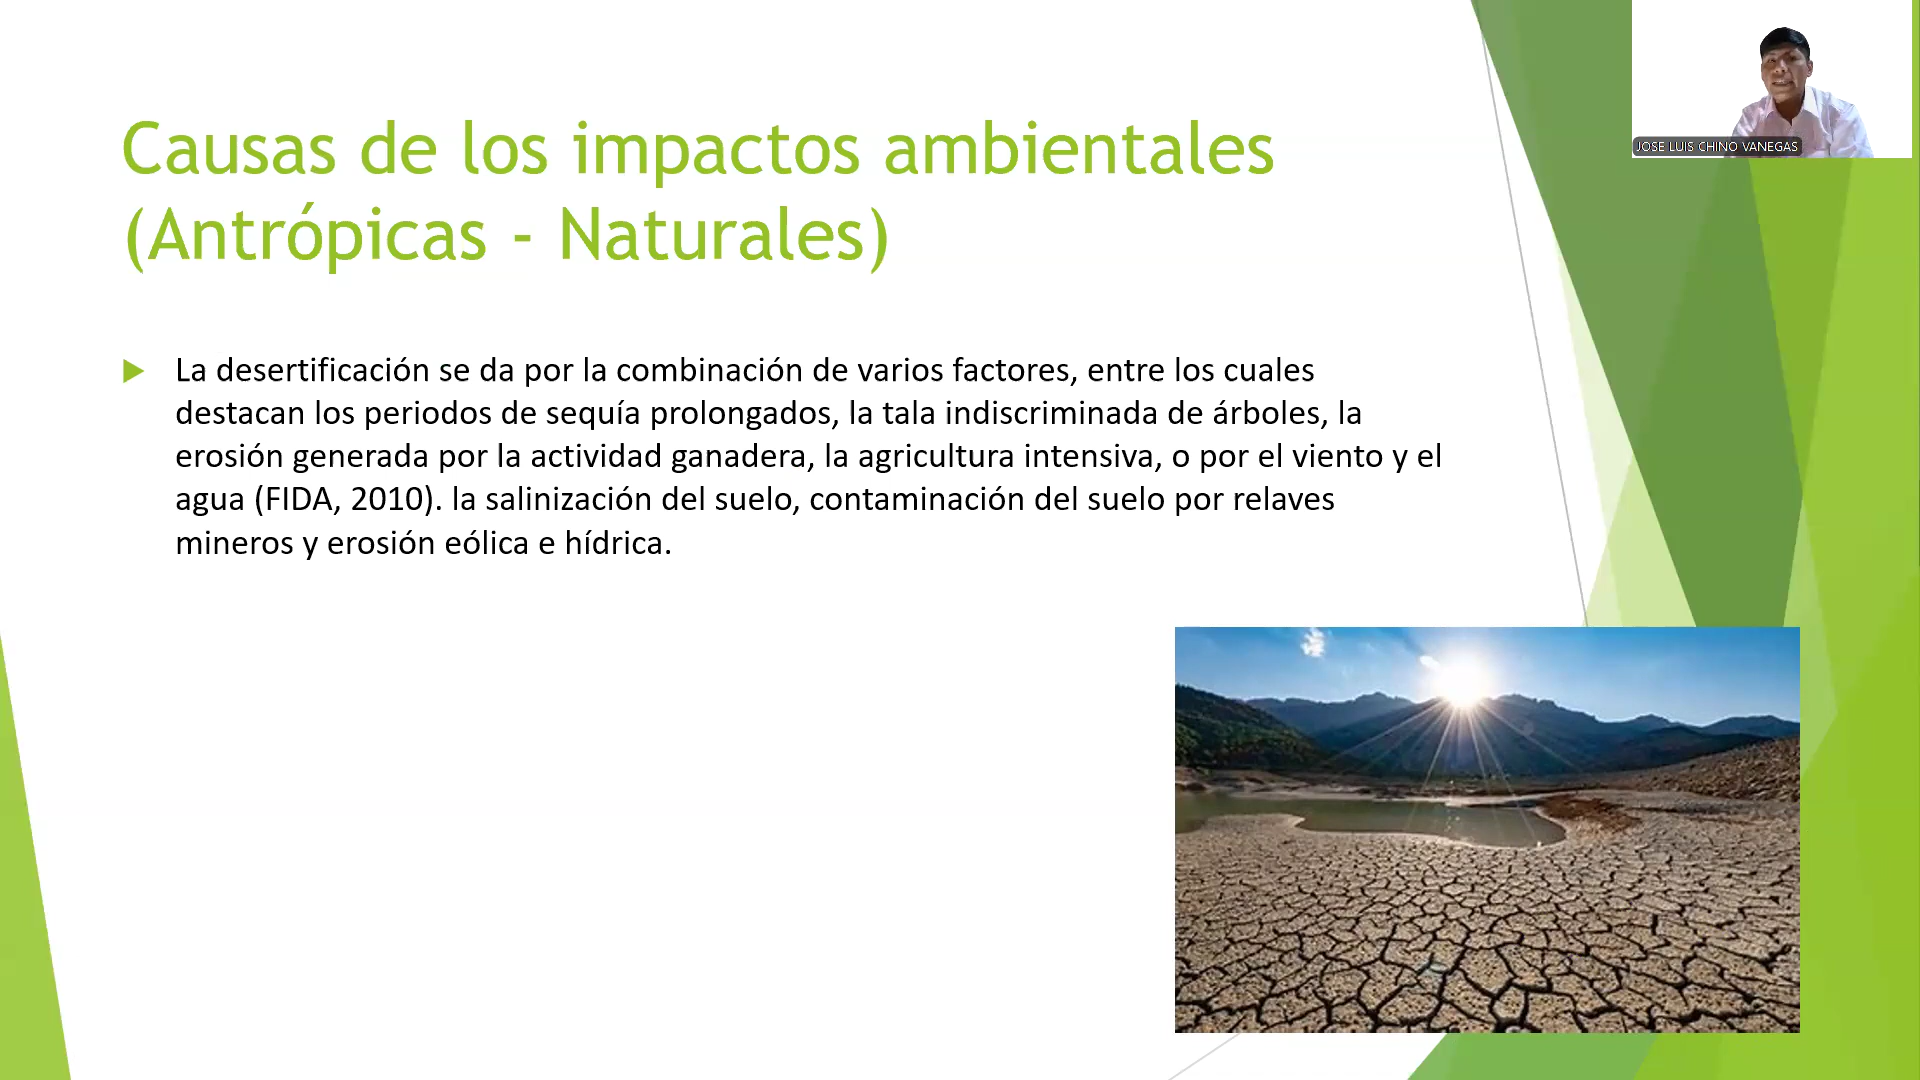 JOSE LUIS CHINO VANEGAS
Causas de los impactos ambientales
(Antrópicas - Naturales)
La desertificación se da por la combinación de varios factores, entre los cuales
destacan los periodos de sequía prolongados, la tala indiscriminada de árboles, la
erosión generada por la actividad ganadera, la agricultura intensiva, o por el viento y el
agua (FIDA, 2010). la salinización del suelo, contaminación del suelo por relaves
mineros y erosión eólica e hídrica.